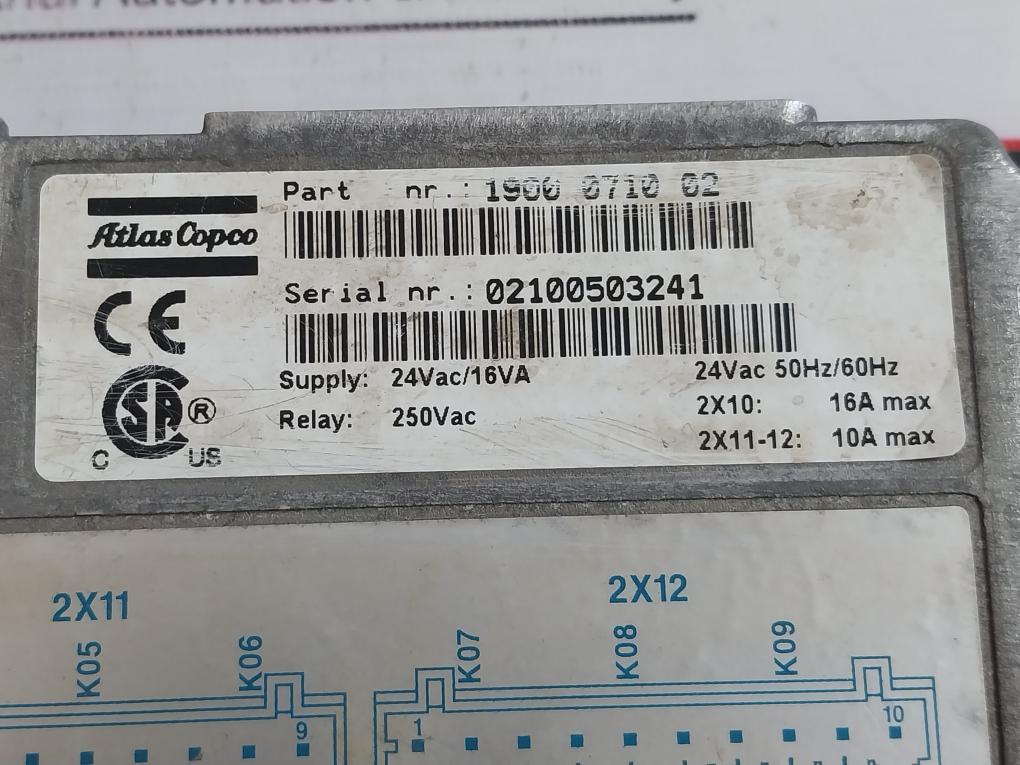 Atlas Copco
Part nr.: 1900 0710 02
Serial nr.: 02100503241
CE
CSA ®
C US
Supply: 24Vac/16VA 24Vac 50Hz/60Hz
Relay: 250Vac 2X10: 16A max
2X11-12: 10A max
2X11 2X12
K05 K06 K07 K08 K09
9 1 10